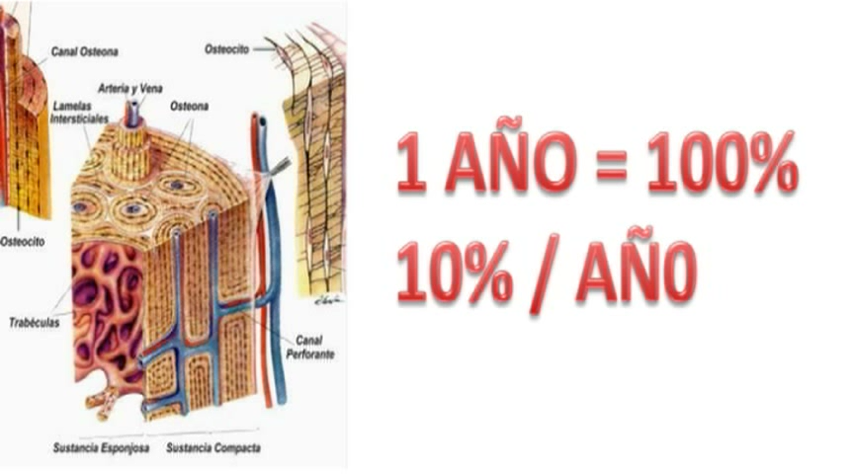 Canal Osteona
Osteocito
Arteria y Vena
Lamelas
Intersticiales
Osteona
Osteocito
Trabéculas
Canal
Perforante
Sustancia Esponjosa
Sustancia Compacta
1 AÑO = 100%
10% / AÑO